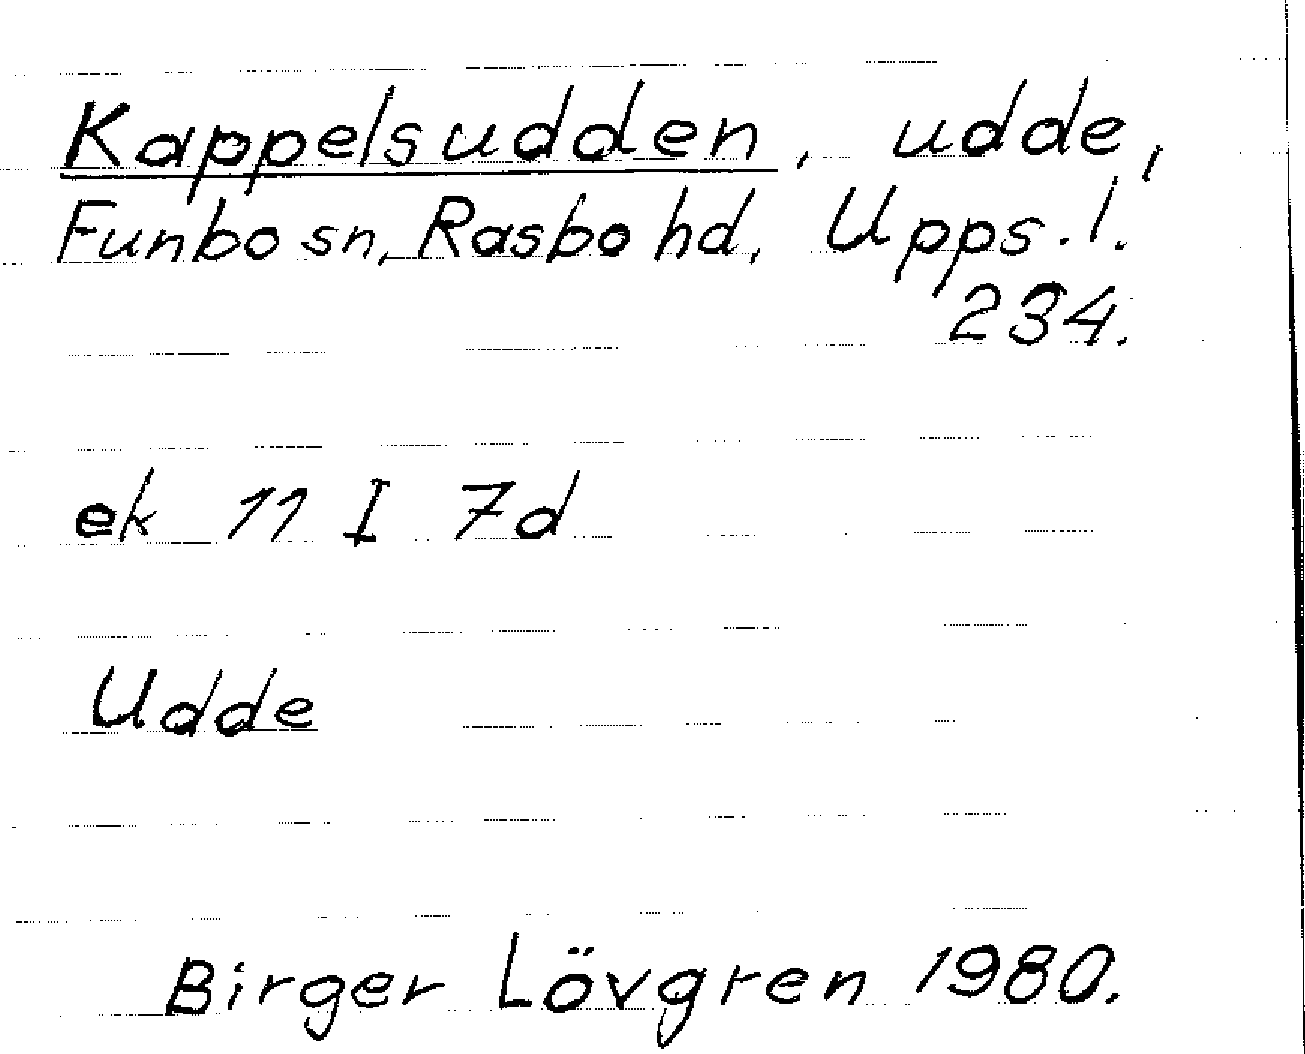 Kappelsudden, udde,
Funbo sn, Rasbo hd, Upps. l.
234.
ek 11 I 7d
Udde
Birger Lövgren 1980.